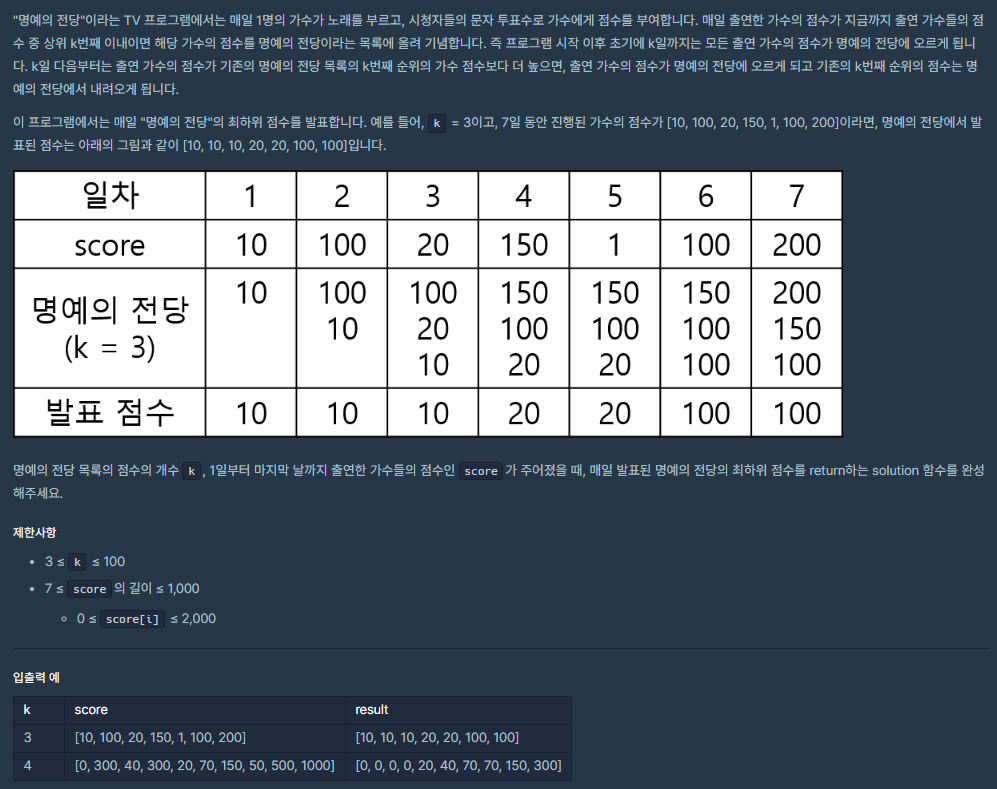 "명예의 전당"이라는 TV 프로그램에서는 매일 1명의 가수가 노래를 부르고, 시청자들의 문자 투표수로 가수에게 점수를 부여합니다. 매일 출연한 가수의 점수가 지금까지 출연 가수들의 점
수 중 상위 k번째 이내이면 해당 가수의 점수를 명예의 전당이라는 목록에 올려 기념합니다. 즉 프로그램 시작 이후 초기에 k일까지는 모든 출연 가수의 점수가 명예의 전당에 오르게 됩니
다. k일 다음부터는 출연 가수의 점수가 기존의 명예의 전당 목록의 k번째 순위의 가수 점수보다 더 높으면, 출연 가수의 점수가 명예의 전당에 오르게 되고 기존의 k번째 순위의 점수는 명
예의 전당에서 내려오게 됩니다.
이 프로그램에서는 매일 "명예의 전당"의 최하위 점수를 발표합니다. 예를 들어, k = 3이고, 7일 동안 진행된 가수의 점수가 [10, 100, 20, 150, 1, 100, 200]이라면, 명예의 전당에서 발
표된 점수는 아래의 그림과 같이 [10, 10, 10, 20, 20, 100, 100]입니다.
일차 1 2 3 4 5 6 7
score 10 100 20 150 1 100 200
명예의 전당 (k = 3)
10 100 100 150 150 150 200
10 20 100 100 100 150
10 20 20 100 100
발표 점수 10 10 10 20 20 100 100
명예의 전당 목록의 점수의 개수 k, 1일부터 마지막 날까지 출연한 가수들의 점수인 score가 주어졌을 때, 매일 발표된 명예의 전당의 최하위 점수를 return하는 solution 함수를 완성
해주세요.
제한사항
• 3 ≤ k ≤ 100
• 7 ≤ score의 길이 ≤ 1,000
◦ 0 ≤ score[i] ≤ 2,000
입출력 예
k score result
3 [10, 100, 20, 150, 1, 100, 200] [10, 10, 10, 20, 20, 100, 100]
4 [0, 300, 40, 300, 20, 70, 150, 50, 500, 1000] [0, 0, 0, 0, 20, 40, 70, 70, 150, 300]